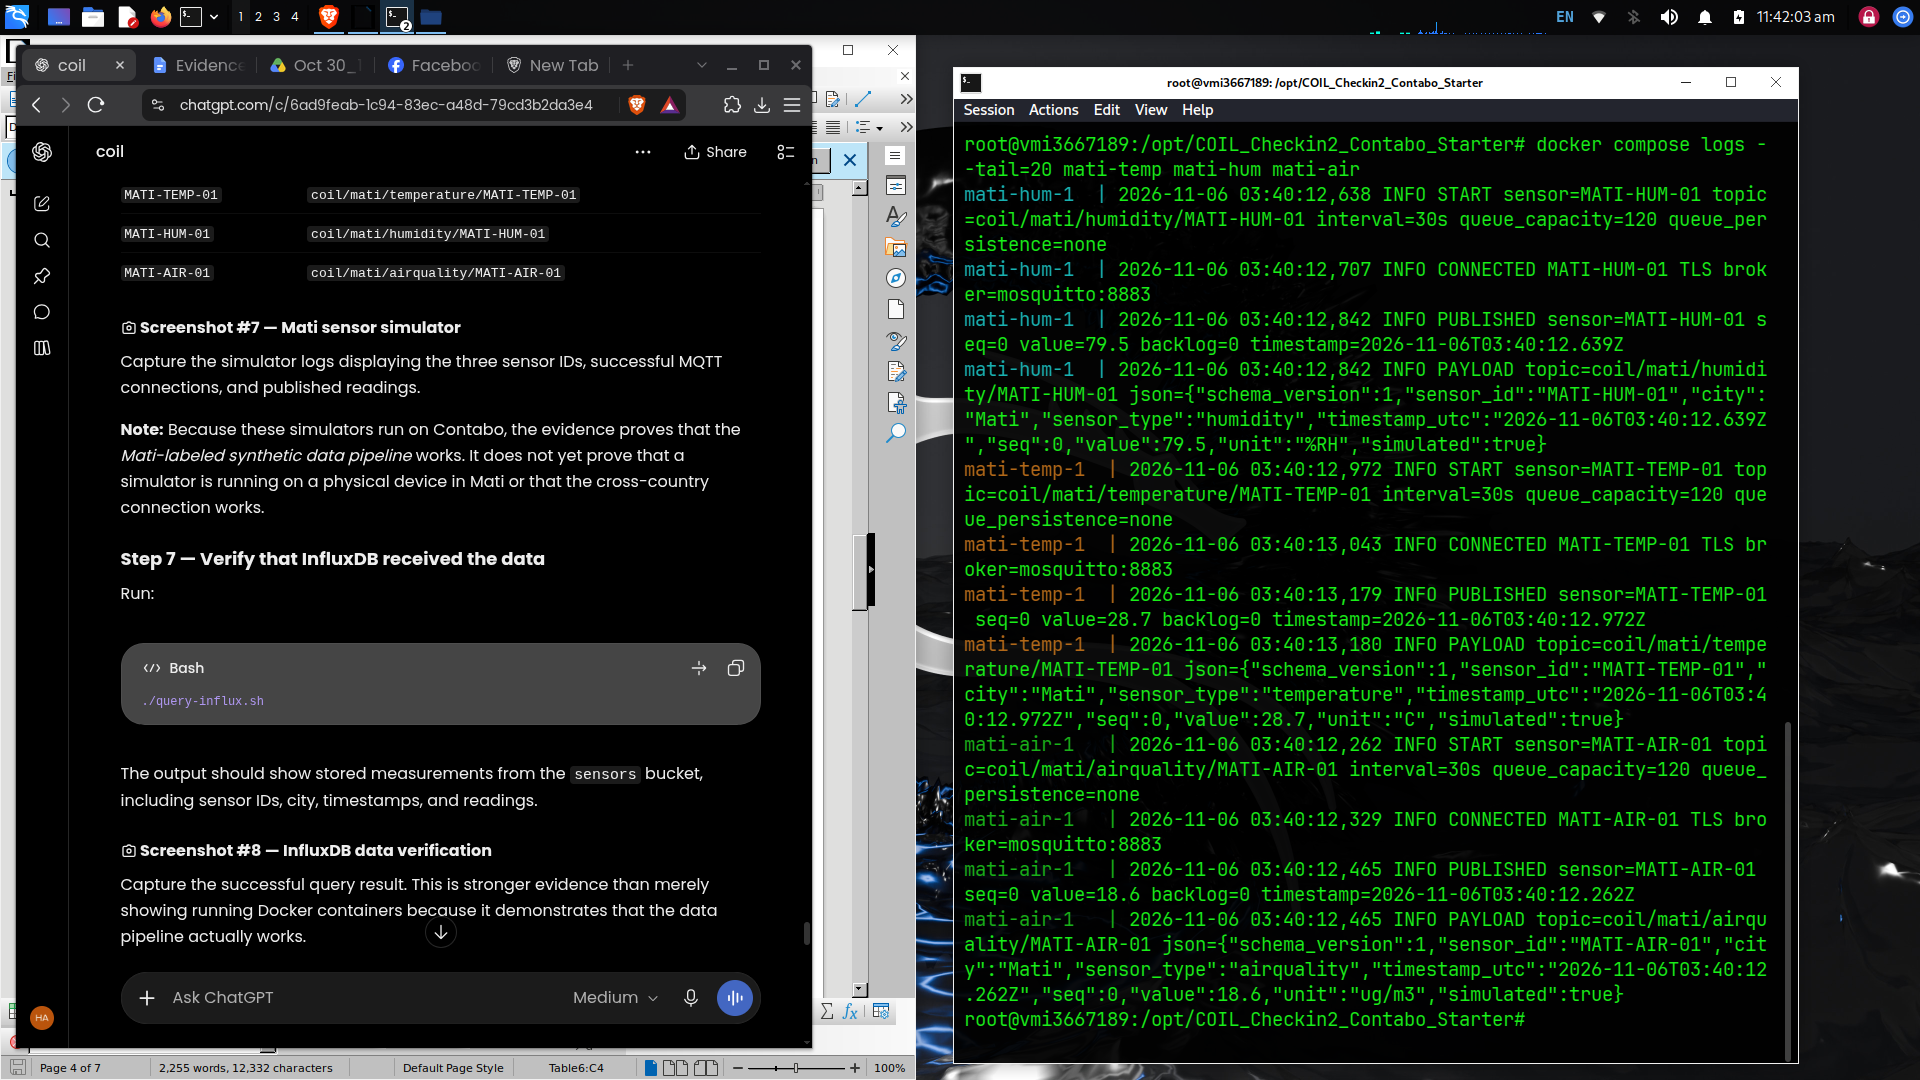 1 2 3 4
2
EN
11:42:03 am
coil
Evidence
Oct 30_
Faceboo
New Tab
chatgpt.com/c/6ad9feab-1c94-83ec-a48d-79cd3b2da3e4
coil
Share
MATI-TEMP-01 coil/mati/temperature/MATI-TEMP-01
MATI-HUM-01 coil/mati/humidity/MATI-HUM-01
MATI-AIR-01 coil/mati/airquality/MATI-AIR-01
Screenshot #7 — Mati sensor simulator
Capture the simulator logs displaying the three sensor IDs, successful MQTT
connections, and published readings.
Note: Because these simulators run on Contabo, the evidence proves that the
Mati-labeled synthetic data pipeline works. It does not yet prove that a
simulator is running on a physical device in Mati or that the cross-country
connection works.
Step 7 — Verify that InfluxDB received the data
Run:
Bash
./query-influx.sh
The output should show stored measurements from the sensors bucket,
including sensor IDs, city, timestamps, and readings.
Screenshot #8 — InfluxDB data verification
Capture the successful query result. This is stronger evidence than merely
showing running Docker containers because it demonstrates that the data
pipeline actually works.
Ask ChatGPT
Medium
HA
Page 4 of 7
2,255 words, 12,332 characters
Default Page Style
Table6:C4
100%
root@vmi3667189: /opt/COIL_Checkin2_Contabo_Starter
Session Actions Edit View Help
root@vmi3667189:/opt/COIL_Checkin2_Contabo_Starter# docker compose logs -
-tail=20 mati-temp mati-hum mati-air
mati-hum-1  | 2026-11-06 03:40:12,638 INFO START sensor=MATI-HUM-01 topic
=coil/mati/humidity/MATI-HUM-01 interval=30s queue_capacity=120 queue_per
sistence=none
mati-hum-1  | 2026-11-06 03:40:12,707 INFO CONNECTED MATI-HUM-01 TLS brok
er=mosquitto:8883
mati-hum-1  | 2026-11-06 03:40:12,842 INFO PUBLISHED sensor=MATI-HUM-01 s
eq=0 value=79.5 backlog=0 timestamp=2026-11-06T03:40:12.639Z
mati-hum-1  | 2026-11-06 03:40:12,842 INFO PAYLOAD topic=coil/mati/humidi
ty/MATI-HUM-01 json={"schema_version":1,"sensor_id":"MATI-HUM-01","city":
"Mati","sensor_type":"humidity","timestamp_utc":"2026-11-06T03:40:12.639Z
","seq":0,"value":79.5,"unit":"%RH","simulated":true}
mati-temp-1  | 2026-11-06 03:40:12,972 INFO START sensor=MATI-TEMP-01 top
ic=coil/mati/temperature/MATI-TEMP-01 interval=30s queue_capacity=120 que
ue_persistence=none
mati-temp-1  | 2026-11-06 03:40:13,043 INFO CONNECTED MATI-TEMP-01 TLS br
oker=mosquitto:8883
mati-temp-1  | 2026-11-06 03:40:13,179 INFO PUBLISHED sensor=MATI-TEMP-01
seq=0 value=28.7 backlog=0 timestamp=2026-11-06T03:40:12.972Z
mati-temp-1  | 2026-11-06 03:40:13,180 INFO PAYLOAD topic=coil/mati/tempe
rature/MATI-TEMP-01 json={"schema_version":1,"sensor_id":"MATI-TEMP-01","
city":"Mati","sensor_type":"temperature","timestamp_utc":"2026-11-06T03:4
0:12.972Z","seq":0,"value":28.7,"unit":"C","simulated":true}
mati-air-1   | 2026-11-06 03:40:12,262 INFO START sensor=MATI-AIR-01 topi
c=coil/mati/airquality/MATI-AIR-01 interval=30s queue_capacity=120 queue_
persistence=none
mati-air-1   | 2026-11-06 03:40:12,329 INFO CONNECTED MATI-AIR-01 TLS bro
ker=mosquitto:8883
mati-air-1   | 2026-11-06 03:40:12,465 INFO PUBLISHED sensor=MATI-AIR-01
seq=0 value=18.6 backlog=0 timestamp=2026-11-06T03:40:12.262Z
mati-air-1   | 2026-11-06 03:40:12,465 INFO PAYLOAD topic=coil/mati/airqu
ality/MATI-AIR-01 json={"schema_version":1,"sensor_id":"MATI-AIR-01","cit
y":"Mati","sensor_type":"airquality","timestamp_utc":"2026-11-06T03:40:12
.262Z","seq":0,"value":18.6,"unit":"ug/m3","simulated":true}
root@vmi3667189:/opt/COIL_Checkin2_Contabo_Starter#